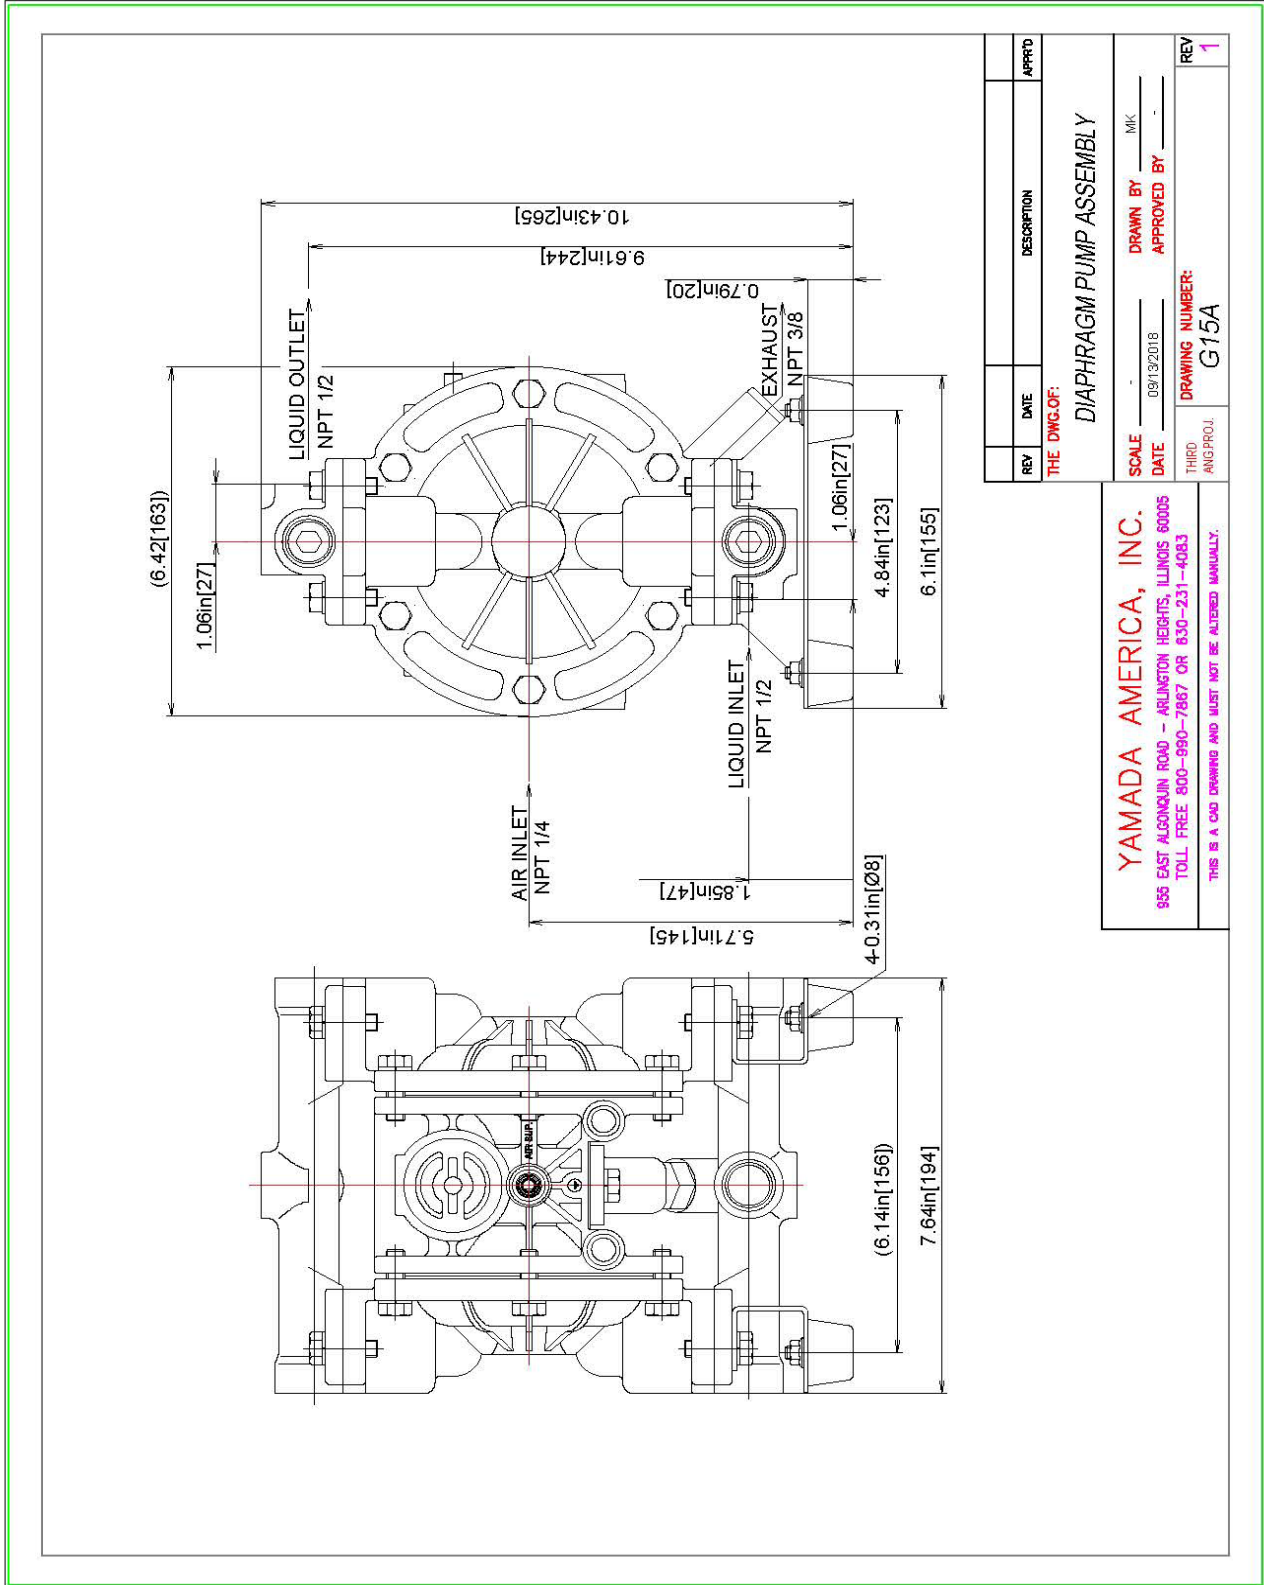 (6.42[163])
1.06in[27]
LIQUID OUTLET
NPT 1/2
10.43in[265]
9.61in[244]
0.79in[20]
EXHAUST
NPT 3/8
1.06in[27]
4.84in[123]
6.1in[155]
LIQUID INLET
NPT 1/2
AIR INLET
NPT 1/4
1.85in[47]
5.71in[145]
4-0.31in[Ø8]
AIR SUP.
(6.14in[156])
7.64in[194]
REV DATE DESCRIPTION APPR'D
THE DWG.OF:
DIAPHRAGM PUMP ASSEMBLY
SCALE - DRAWN BY MK
DATE 09/13/2018 APPROVED BY -
THIRD
ANG.PROJ.
DRAWING NUMBER:
G15A
REV
1
YAMADA AMERICA, INC.
955 EAST ALGONQUIN ROAD - ARLINGTON HEIGHTS, ILLINOIS 60005
TOLL FREE 800-990-7867 OR 630-231-4083
THIS IS A CAD DRAWING AND MUST NOT BE ALTERED MANUALLY.